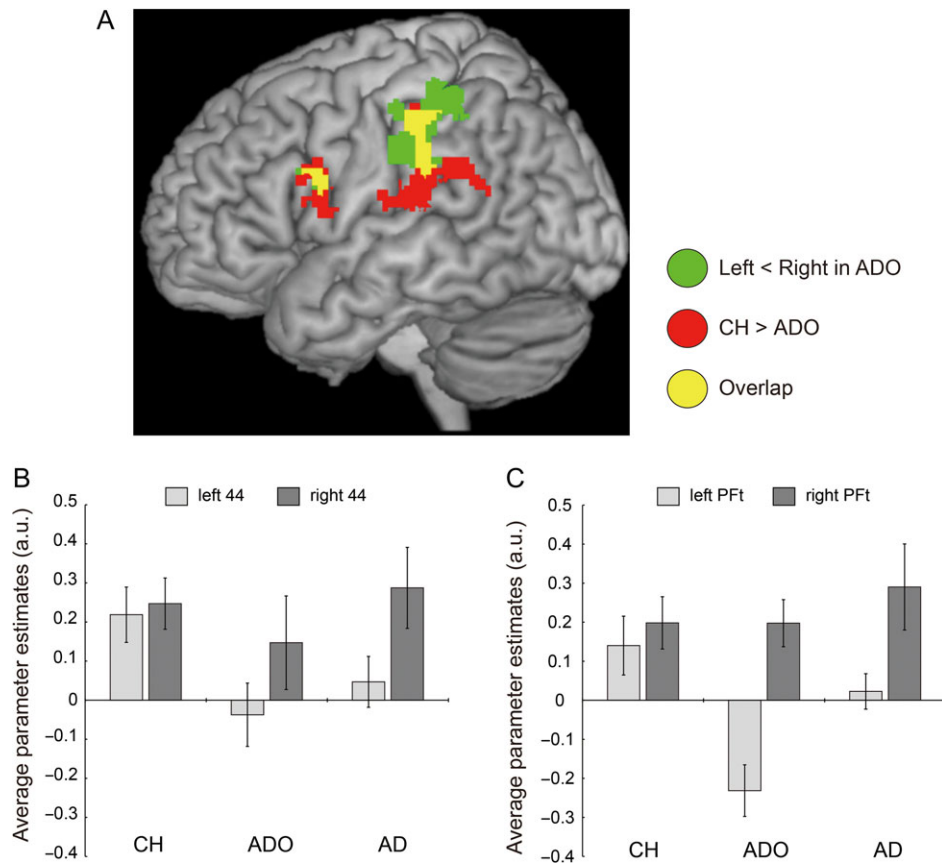 A
Left < Right in ADO
CH > ADO
Overlap
B
left 44 right 44
Average parameter estimates (a.u.)
0.5
0.4
0.3
0.2
0.1
0
−0.1
−0.2
−0.3
−0.4
CH ADO AD
C
left PFt right PFt
Average parameter estimates (a.u.)
0.5
0.4
0.3
0.2
0.1
0
−0.1
−0.2
−0.3
−0.4
CH ADO AD